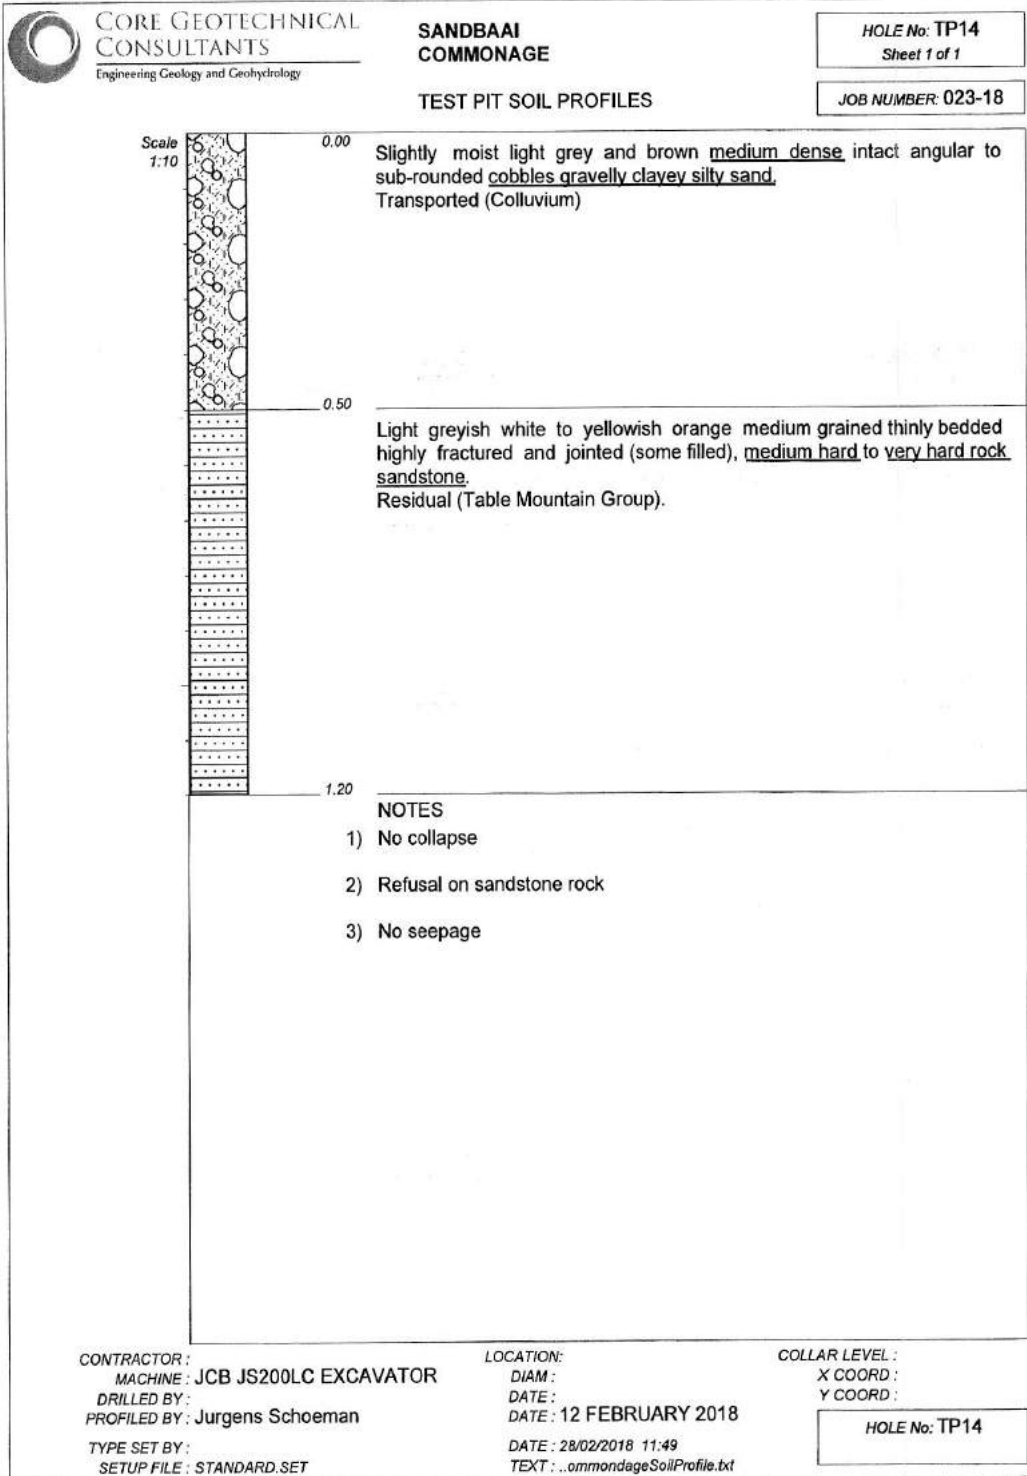 CORE GEOTECHNICAL
CONSULTANTS
Engineering Geology and Geohydrology
SANDBAAI
COMMONAGE
TEST PIT SOIL PROFILES
HOLE No: TP14
Sheet 1 of 1
JOB NUMBER: 023-18
Scale
1:10
0.00
Slightly moist light grey and brown medium dense intact angular to
sub-rounded cobbles gravelly clayey silty sand.
Transported (Colluvium)
0.50
Light greyish white to yellowish orange medium grained thinly bedded
highly fractured and jointed (some filled), medium hard to very hard rock
sandstone.
Residual (Table Mountain Group).
1.20
NOTES
1) No collapse
2) Refusal on sandstone rock
3) No seepage
CONTRACTOR :
MACHINE : JCB JS200LC EXCAVATOR
DRILLED BY :
PROFILED BY : Jurgens Schoeman
TYPE SET BY :
SETUP FILE : STANDARD.SET
LOCATION:
DIAM :
DATE :
DATE : 12 FEBRUARY 2018
DATE : 28/02/2018 11:49
TEXT : ..ommondageSoilProfile.txt
COLLAR LEVEL :
X COORD :
Y COORD :
HOLE No: TP14